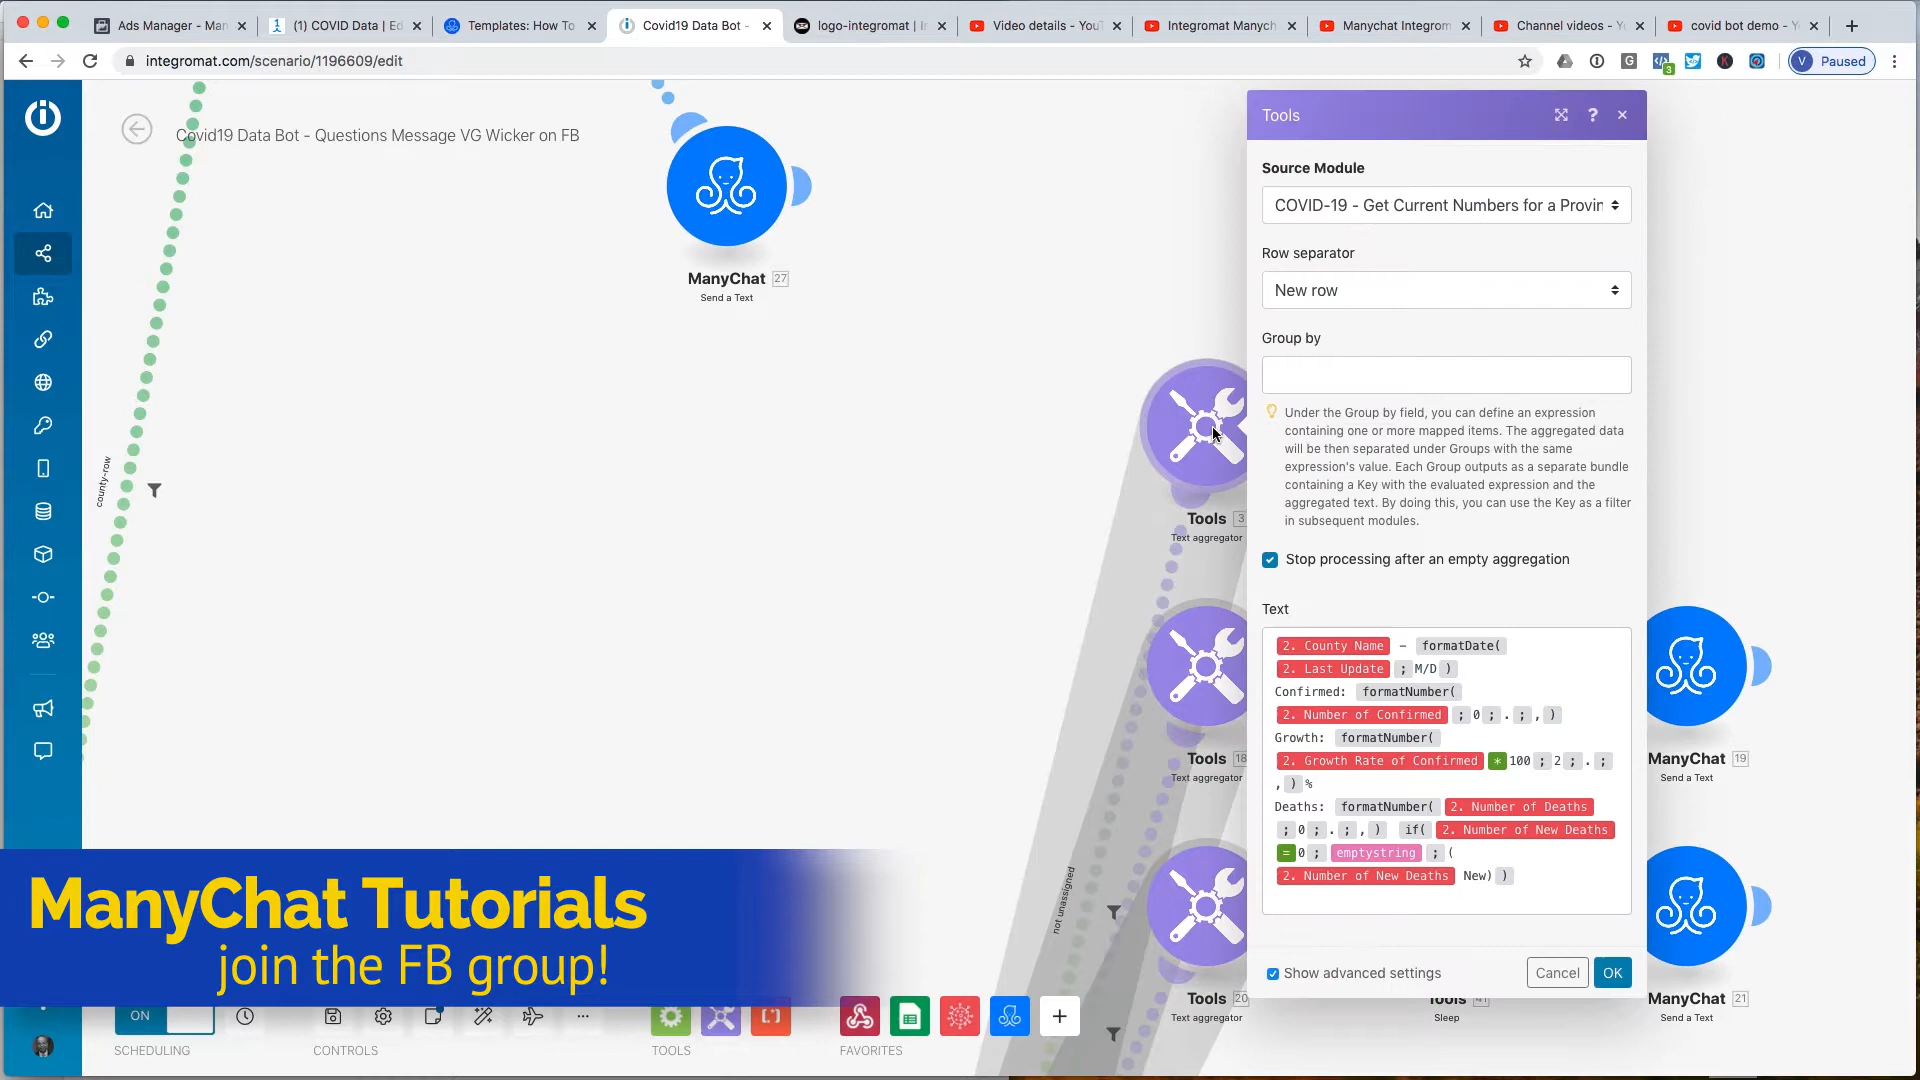 Ads Manager - Man
(1) COVID Data | Ed
Templates: How To
Covid19 Data Bot -
logo-integromat | I
Video details - YouT
Integromat Manych
Manychat Integrom
Channel videos - Y
covid bot demo - Y
integromat.com/scenario/1196609/edit
G
3
K
V Paused
Covid19 Data Bot - Questions Message VG Wicker on FB
ManyChat 27
Send a Text
county-row
Tools 3
Text aggregator
Tools 18
Text aggregator
not unassigned
Tools 20
Text aggregator
Tools
Source Module
COVID-19 - Get Current Numbers for a Provin
Row separator
New row
Group by
Under the Group by field, you can define an expression
containing one or more mapped items. The aggregated data
will be then separated under Groups with the same
expression's value. Each Group outputs as a separate bundle
containing a Key with the evaluated expression and the
aggregated text. By doing this, you can use the Key as a filter
in subsequent modules.
Stop processing after an empty aggregation
Text
2. County Name – formatDate(
2. Last Update ; M/D )
Confirmed: formatNumber(
2. Number of Confirmed ; 0 ; . ; , )
Growth: formatNumber(
2. Growth Rate of Confirmed * 100 ; 2 ; . ;
, ) %
Deaths: formatNumber( 2. Number of Deaths
; 0 ; . ; , ) if( 2. Number of New Deaths
= 0 ; emptystring ; (
2. Number of New Deaths New) )
Show advanced settings
Cancel
OK
ManyChat 19
Send a Text
Tools 41
Sleep
ManyChat 21
Send a Text
ManyChat Tutorials
join the FB group!
ON
SCHEDULING
CONTROLS
TOOLS
FAVORITES